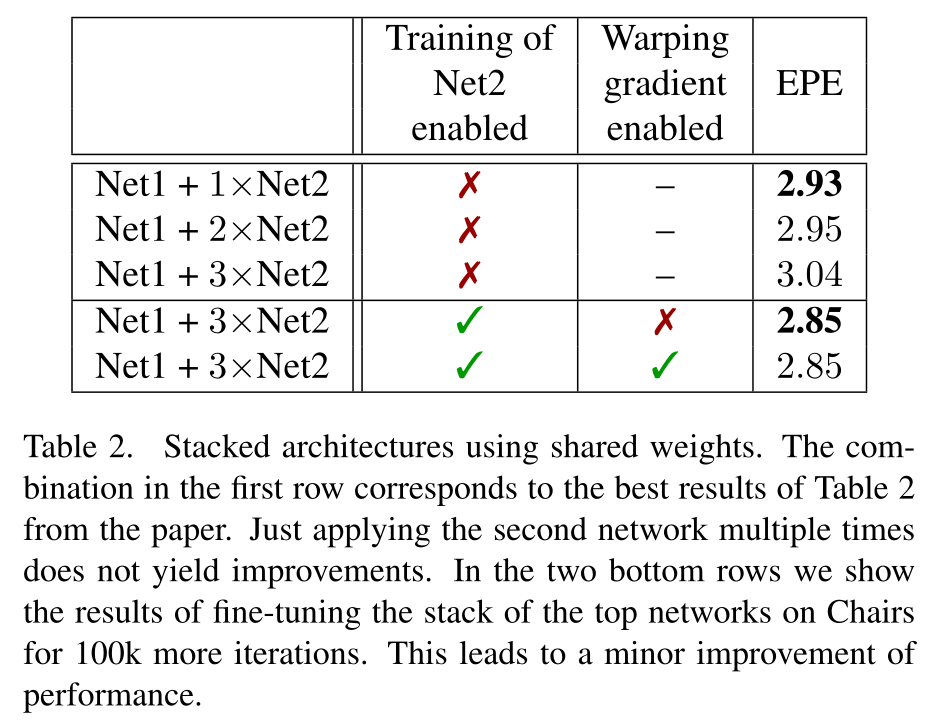 Training of Net2 enabled | Warping gradient enabled | EPE
Net1 + 1×Net2 ✗ – 2.93
Net1 + 2×Net2 ✗ – 2.95
Net1 + 3×Net2 ✗ – 3.04
Net1 + 3×Net2 ✓ ✗ 2.85
Net1 + 3×Net2 ✓ ✓ 2.85
Table 2. Stacked architectures using shared weights. The com-
bination in the first row corresponds to the best results of Table 2
from the paper. Just applying the second network multiple times
does not yield improvements. In the two bottom rows we show
the results of fine-tuning the stack of the top networks on Chairs
for 100k more iterations. This leads to a minor improvement of
performance.